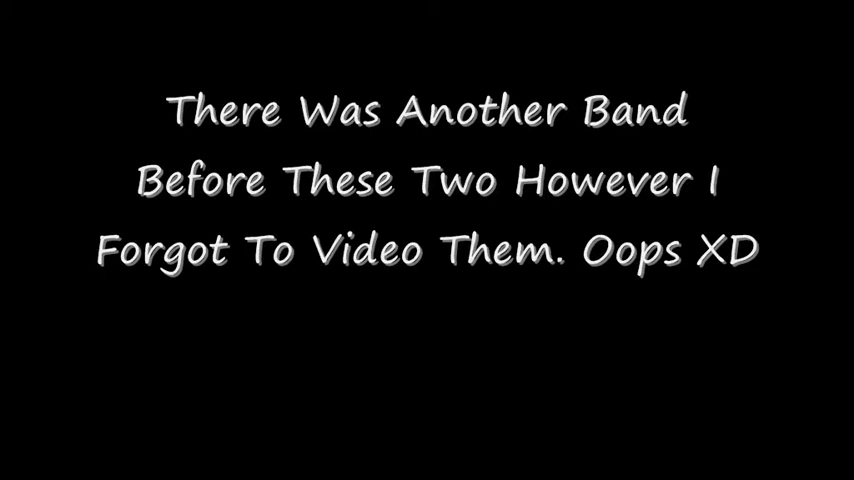 There Was Another Band
Before These Two However I
Forgot To Video Them. Oops XD